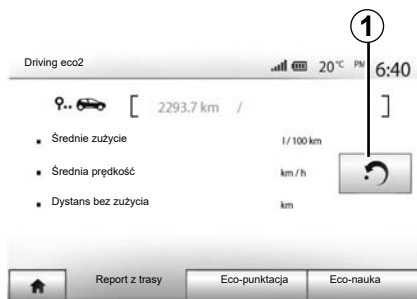 1
Driving eco2 20°C PM 6:40
[ 2293.7 km / ]
Średnie zużycie l / 100 km
Średnia prędkość km / h
Dystans bez zużycia km
Report z trasy Eco-punktacja Eco-nauka